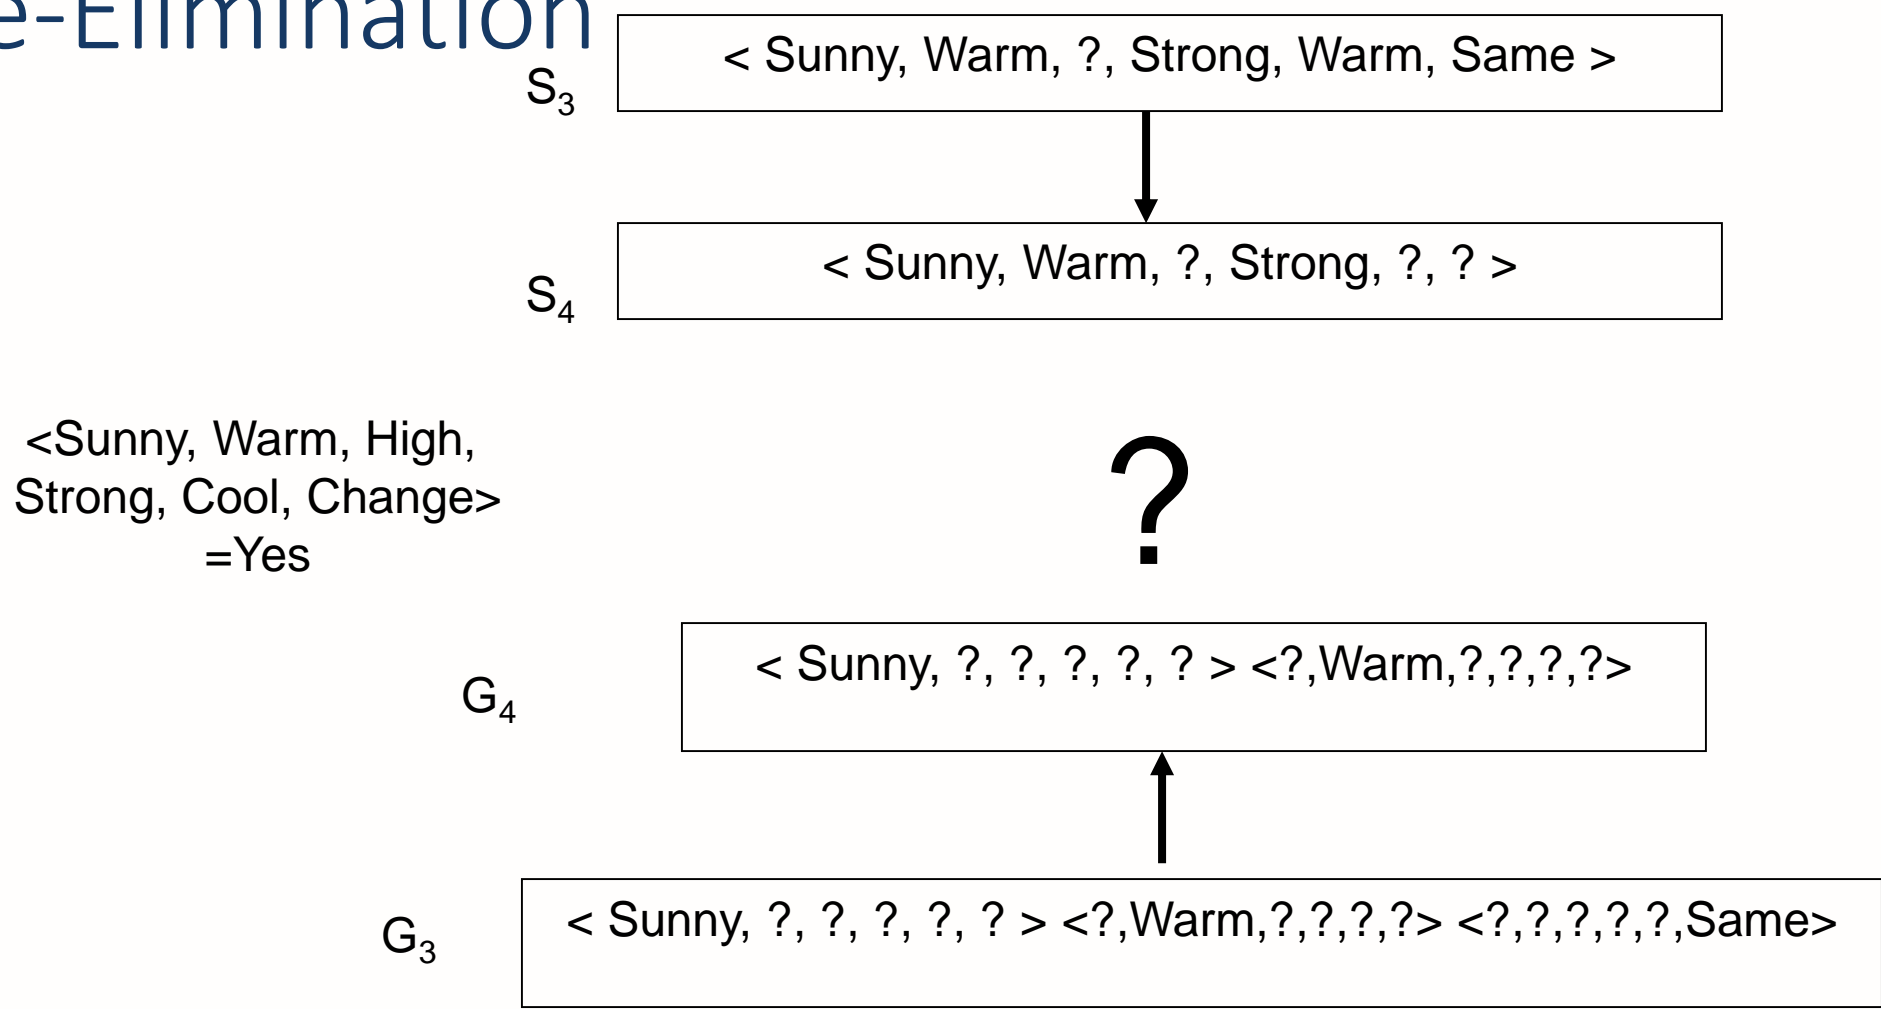 e-Elimination
< Sunny, Warm, ?, Strong, Warm, Same >
S3
< Sunny, Warm, ?, Strong, ?, ? >
S4
<Sunny, Warm, High,
Strong, Cool, Change>
=Yes
?
< Sunny, ?, ?, ?, ?, ? > <?,Warm,?,?,?,?>
G4
< Sunny, ?, ?, ?, ?, ? > <?,Warm,?,?,?,?> <?,?,?,?,?,Same>
G3